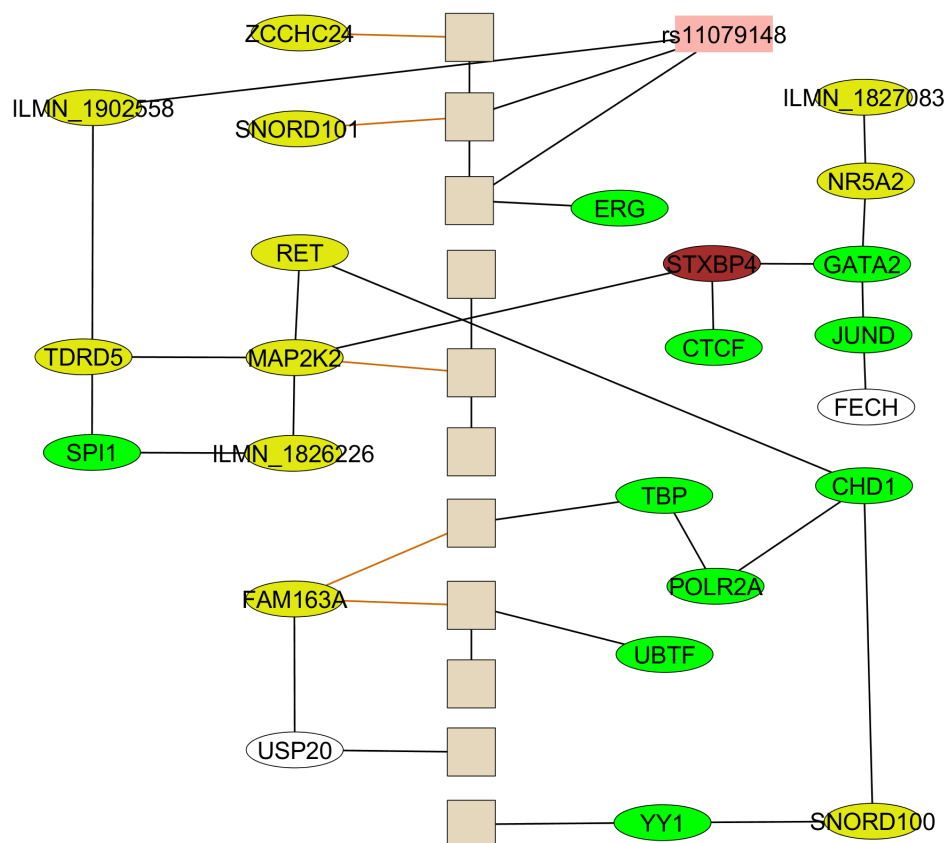 ZCCHC24
rs11079148
ILMN_1902558
SNORD101
ILMN_1827083
NR5A2
ERG
RET
STXBP4
GATA2
TDRD5
MAP2K2
CTCF
JUND
FECH
SPI1
ILMN_1826226
TBP
CHD1
FAM163A
POLR2A
UBTF
USP20
YY1
SNORD100